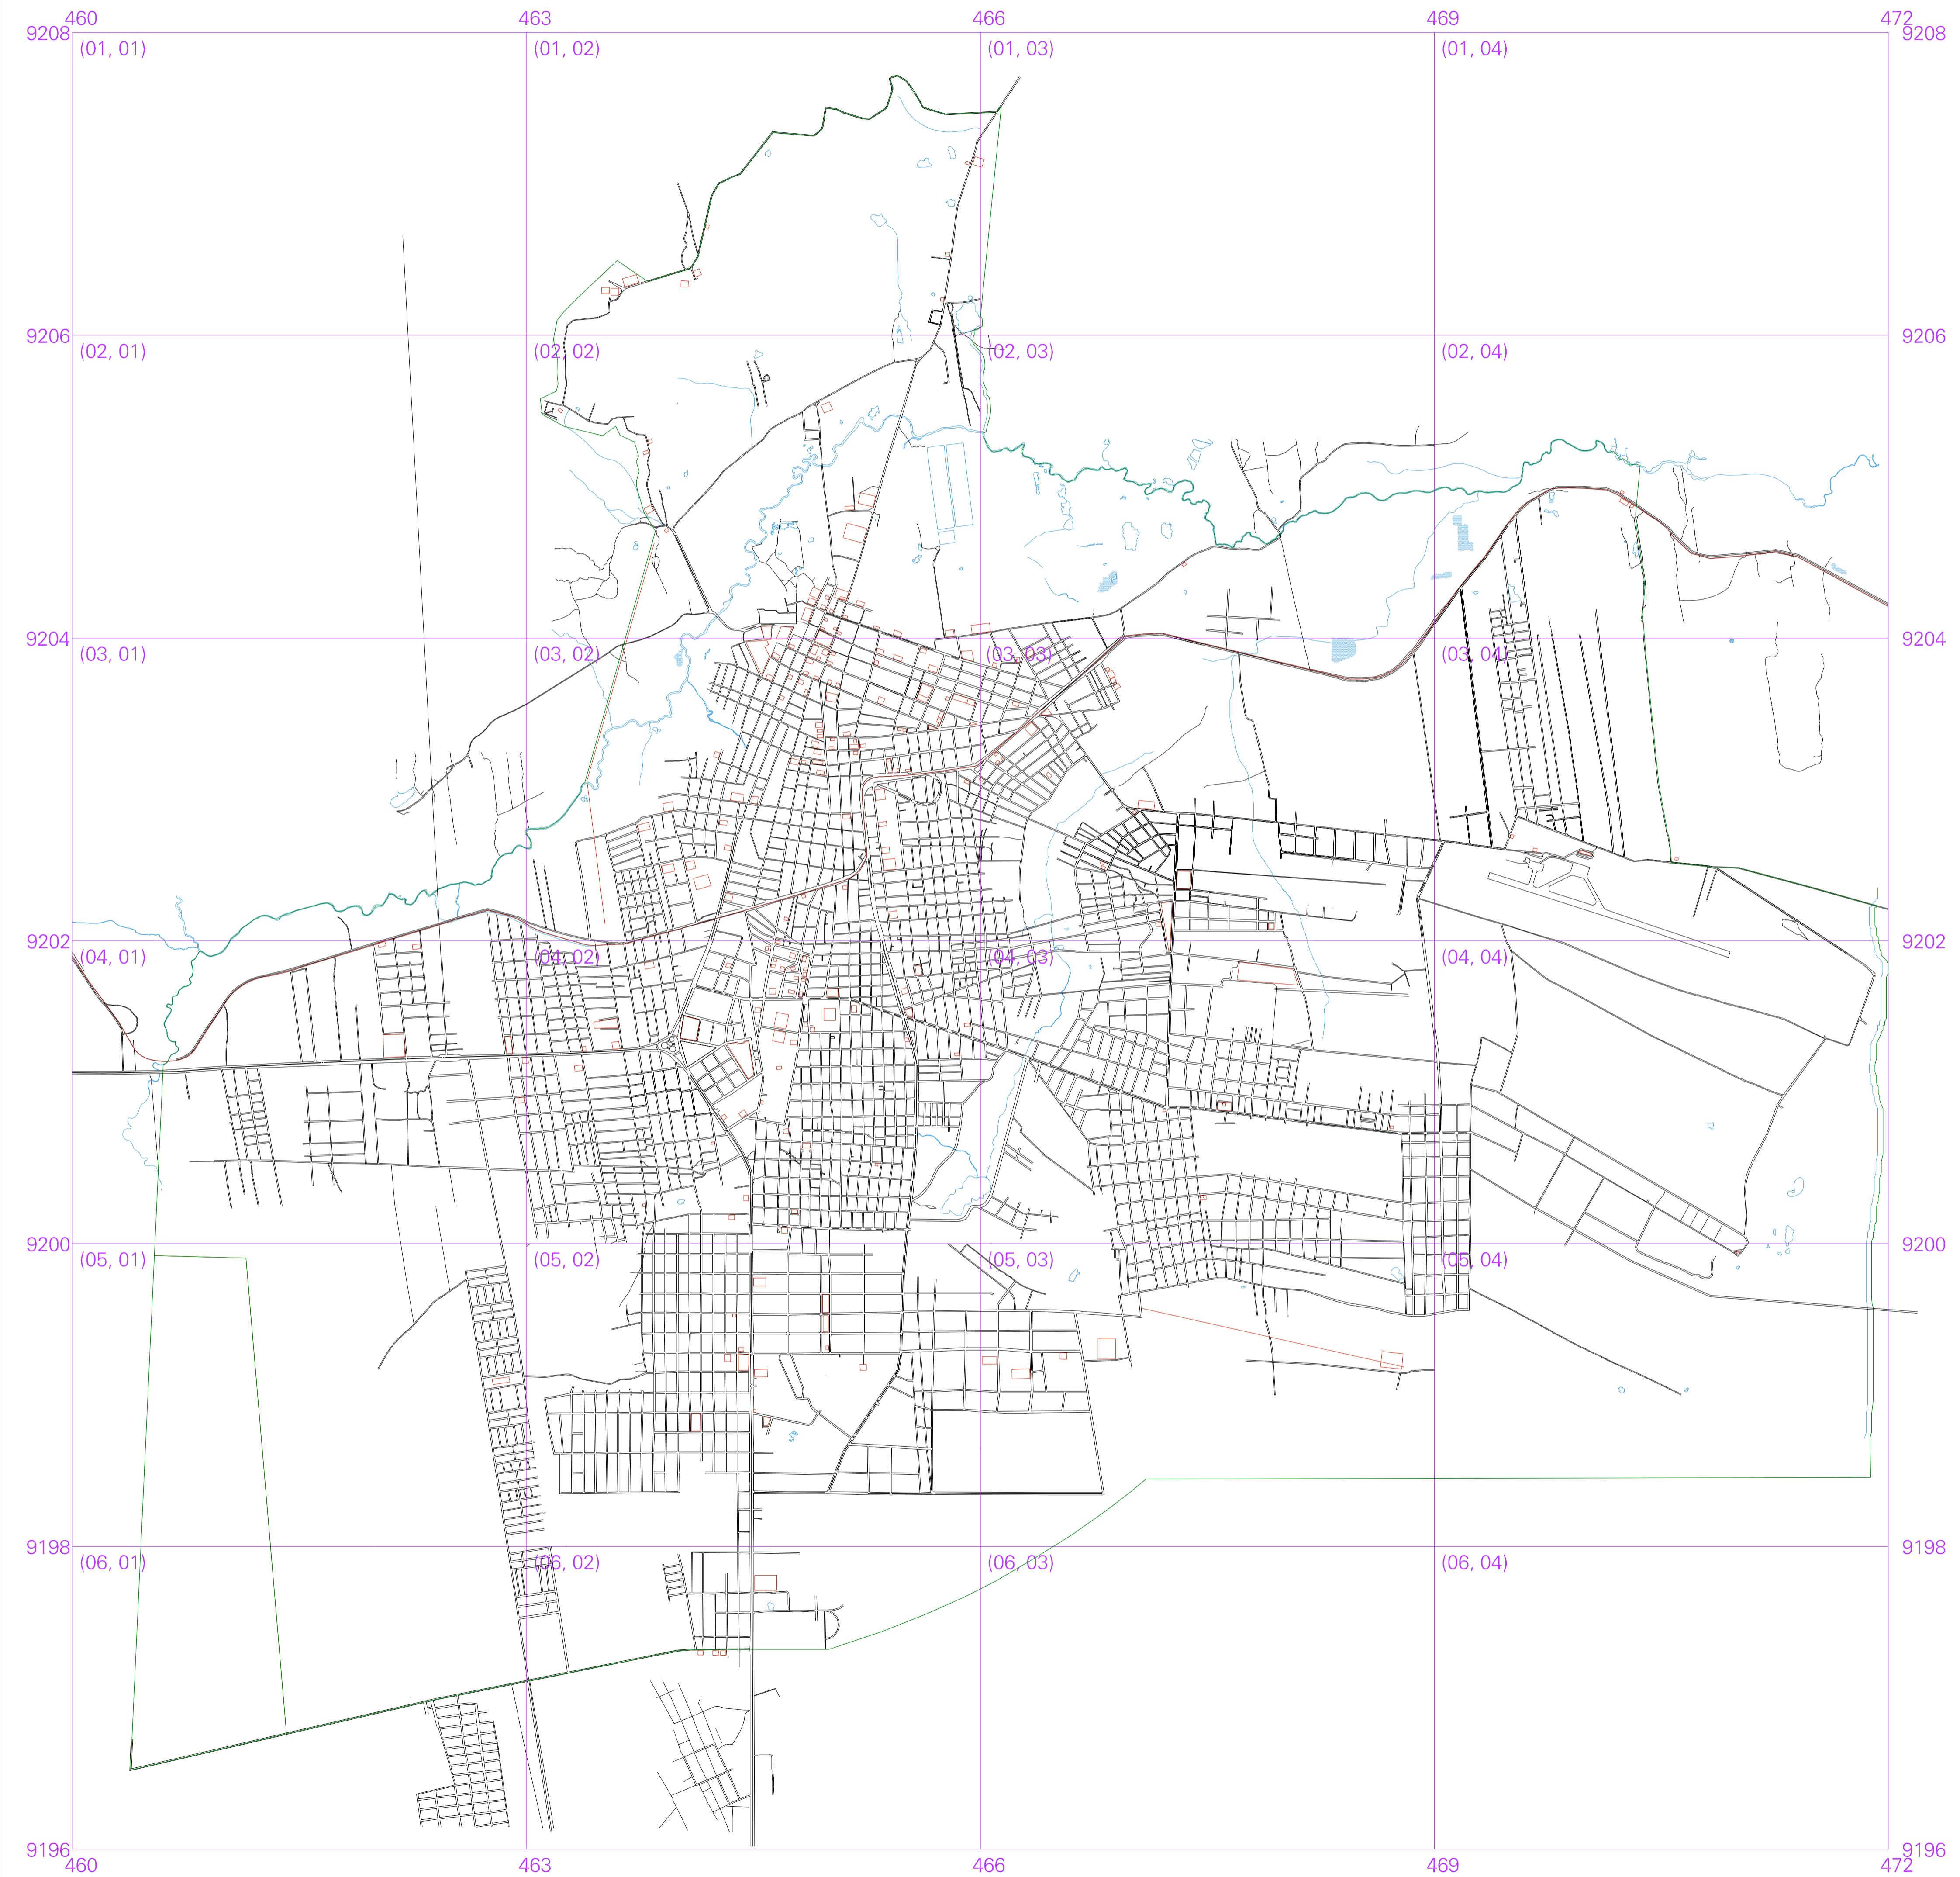 460 463 466 469 472
9208 9208
(01, 01) (01, 02) (01, 03) (01, 04)
9206 9206
(02, 01) (02, 02) (02, 03) (02, 04)
9204 9204
(03, 01) (03, 02) (03, 03) (03, 04)
9202 9202
(04, 01) (04, 02) (04, 03) (04, 04)
9200 9200
(05, 01) (05, 02) (05, 03) (05, 04)
9198 9198
(06, 01) (06, 02) (06, 03) (06, 04)
9196 9196
460 463 466 469 472